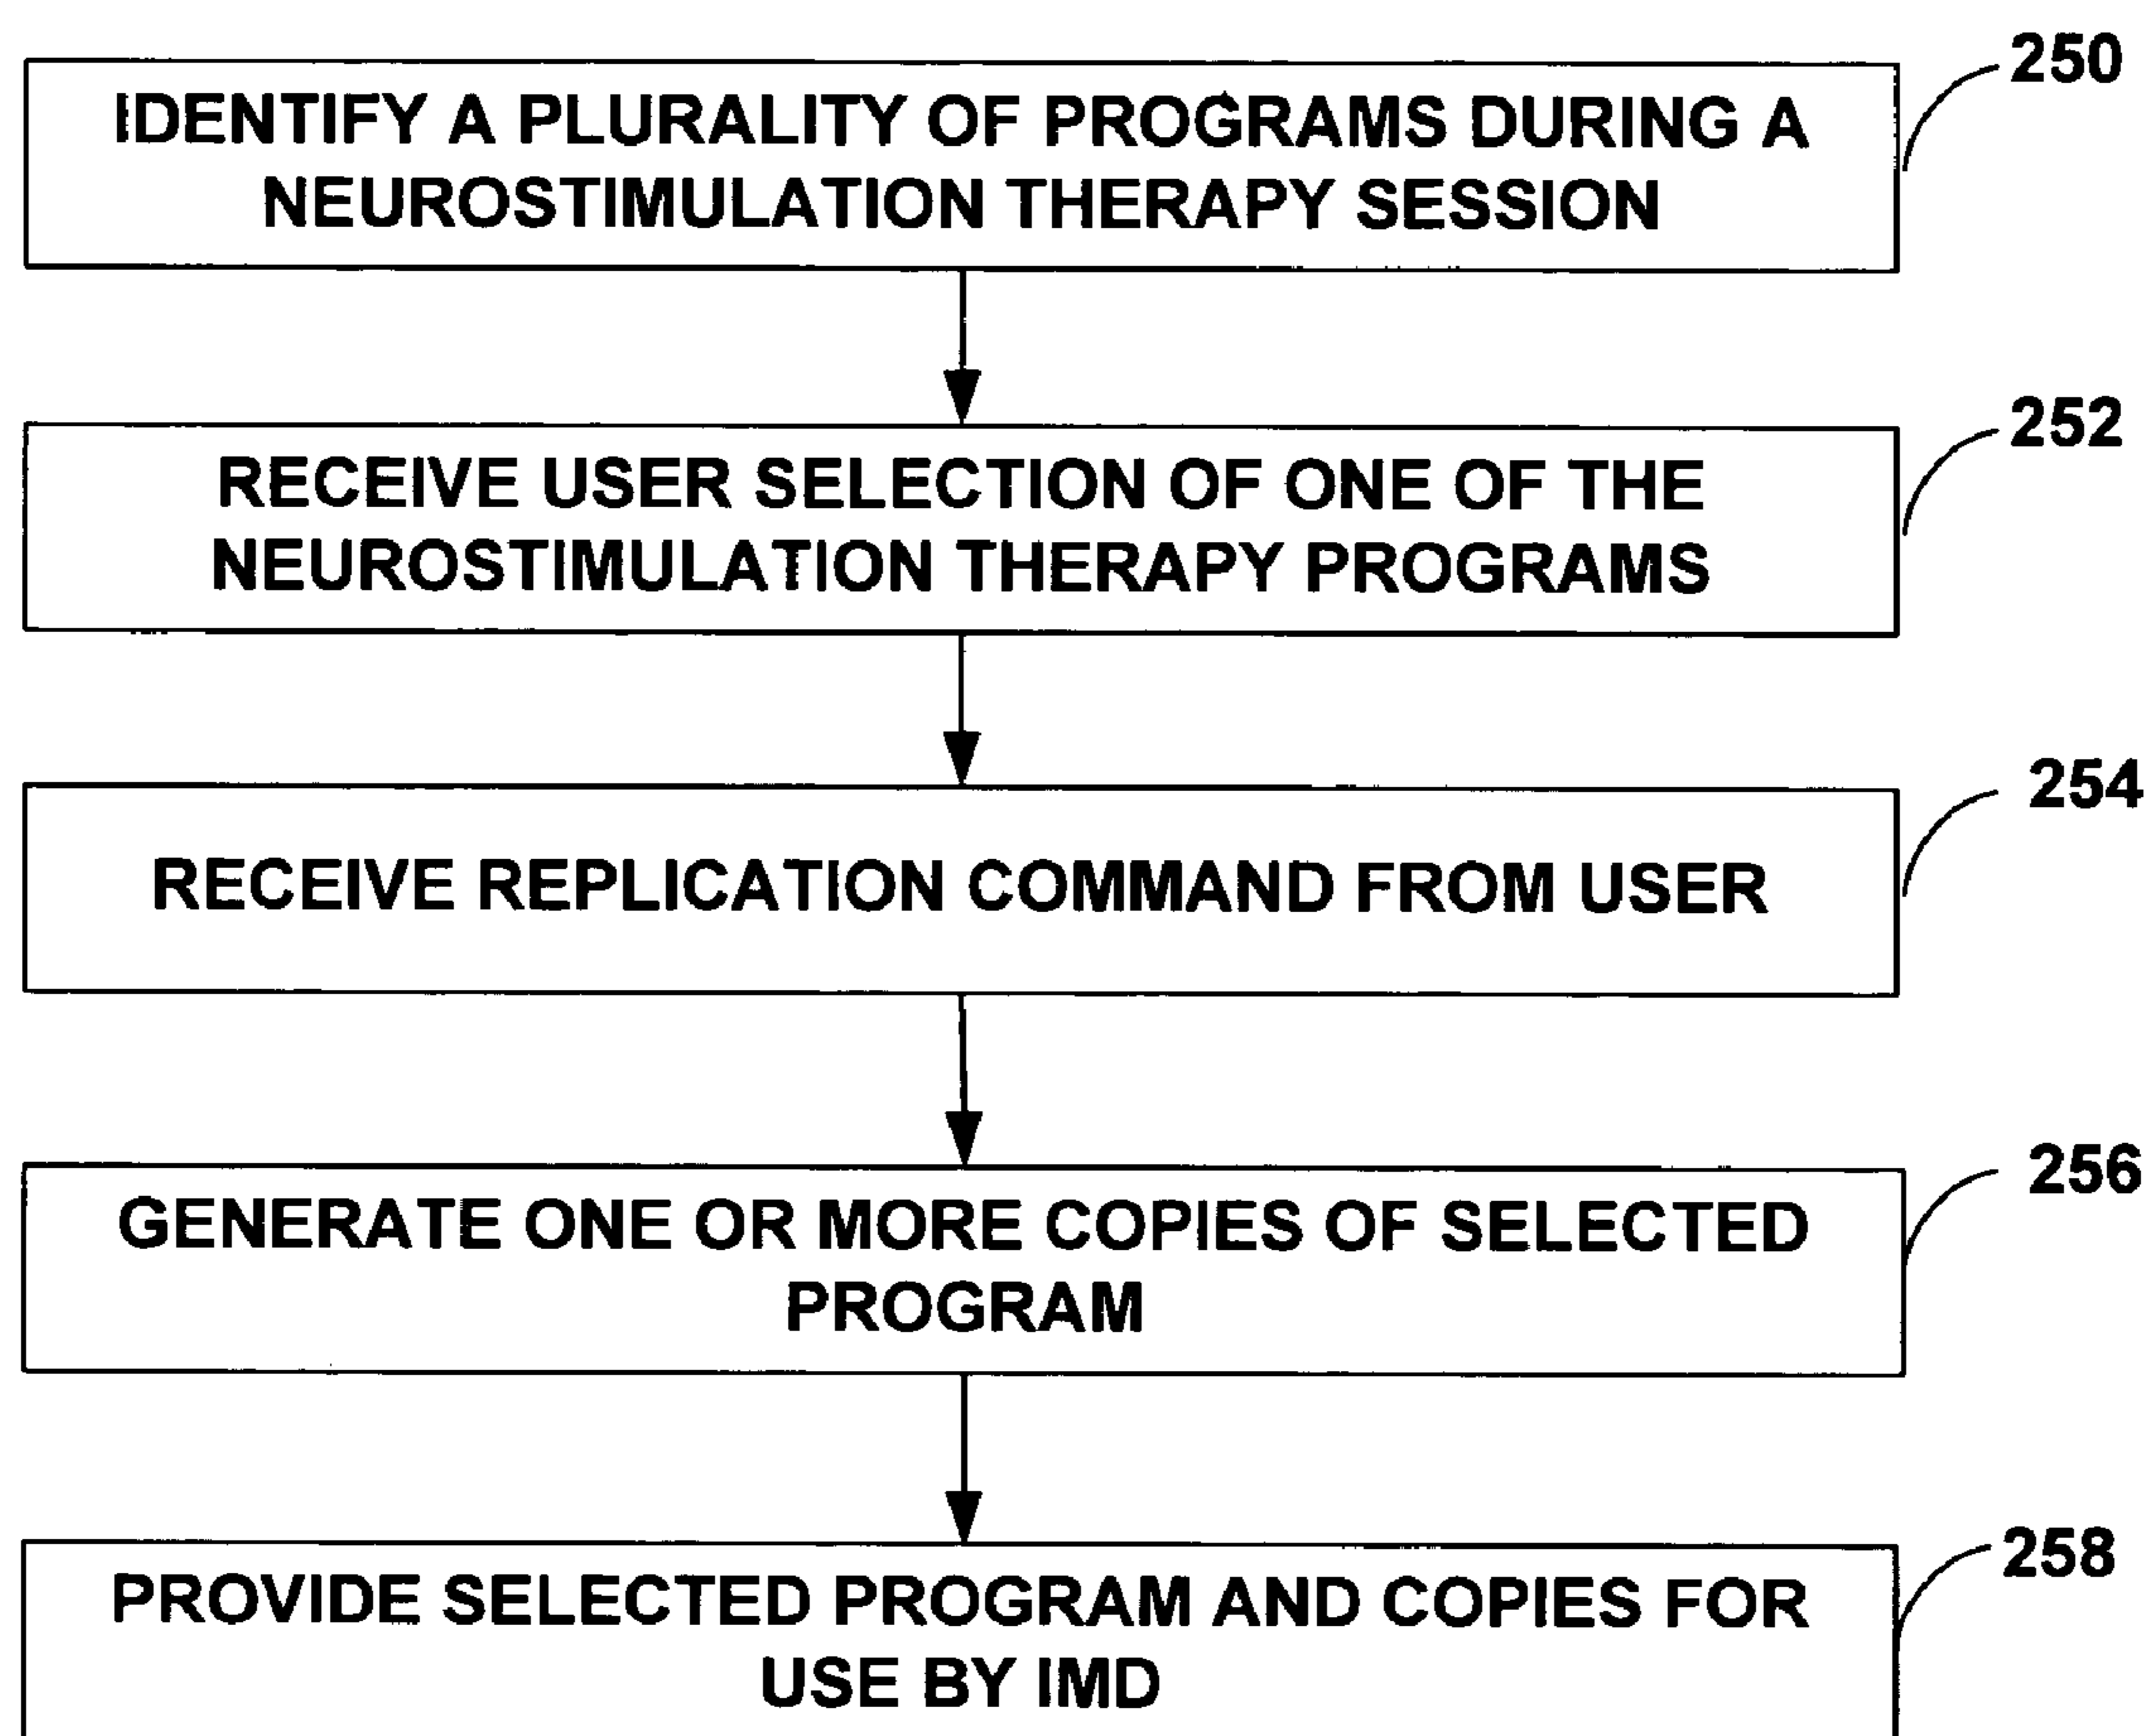 250
IDENTIFY A PLURALITY OF PROGRAMS DURING A
NEUROSTIMULATION THERAPY SESSION
252
RECEIVE USER SELECTION OF ONE OF THE
NEUROSTIMULATION THERAPY PROGRAMS
254
RECEIVE REPLICATION COMMAND FROM USER
256
GENERATE ONE OR MORE COPIES OF SELECTED
PROGRAM
258
PROVIDE SELECTED PROGRAM AND COPIES FOR
USE BY IMD